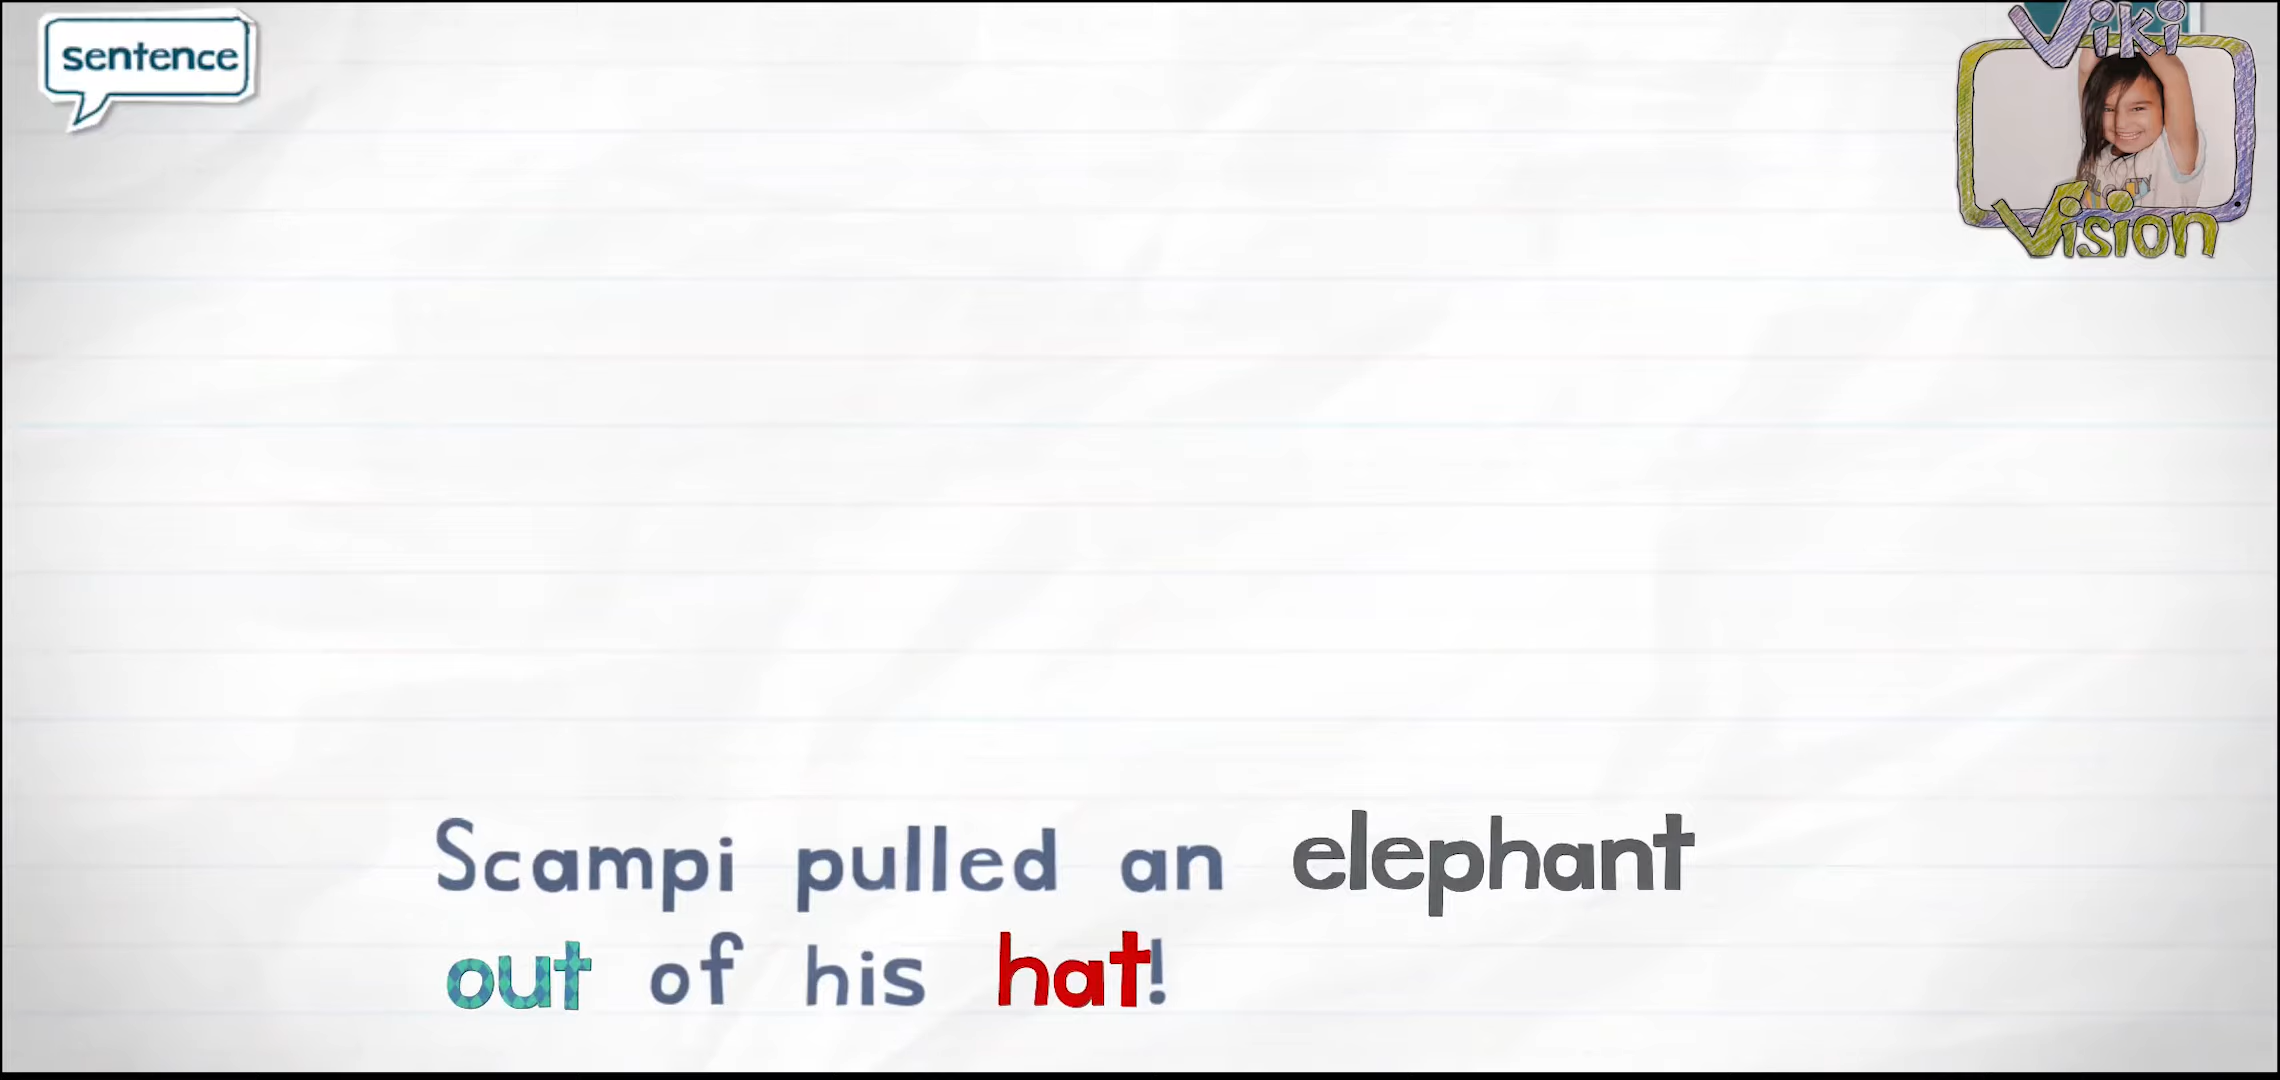 sentence
Viki
Vision
Scampi pulled an elephant
out of his hat!